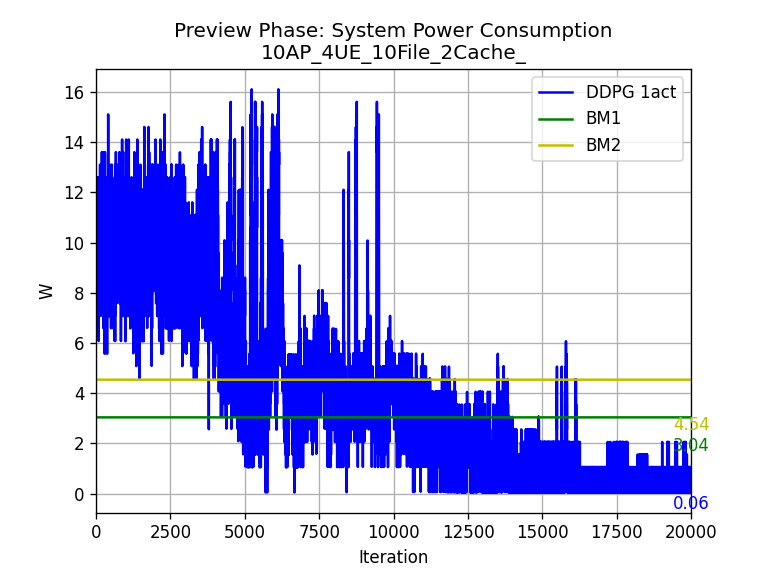 Preview Phase: System Power Consumption
10AP_4UE_10File_2Cache_
16
14
12
10
8
6
4
2
0
W
DDPG 1act
BM1
BM2
4.54
3.04
0.06
0 2500 5000 7500 10000 12500 15000 17500 20000
Iteration